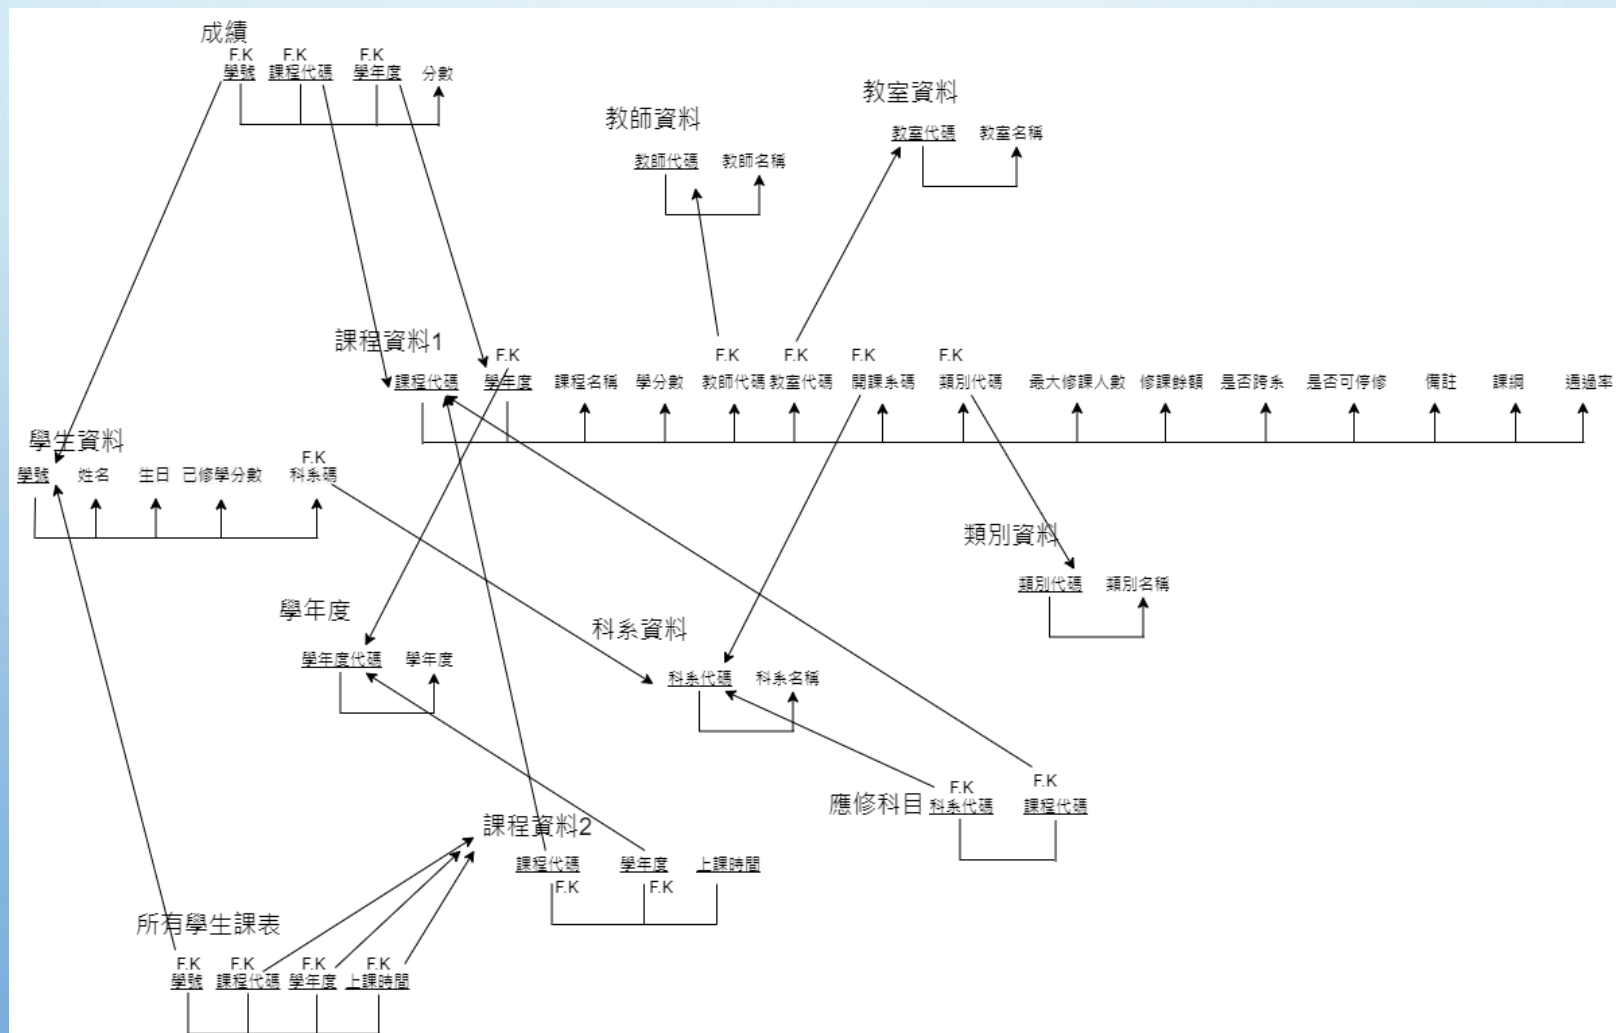 成績
F.K F.K F.K
學號 課程代碼 學年度 分數
教室資料
教室代碼 教室名稱
教師資料
教師代碼 教師名稱
課程資料1
F.K F.K F.K F.K F.K
課程代碼 學年度 課程名稱 學分數 教師代碼 教室代碼 開課系碼 類別代碼 最大修課人數 修課餘額 是否跨系 是否可停修 備註 課綱 通過率
學生資料
F.K
學號 姓名 生日 已修學分數 科系碼
類別資料
類別代碼 類別名稱
學年度
學年度代碼 學年度
科系資料
科系代碼 科系名稱
應修科目
F.K F.K
科系代碼 課程代碼
課程資料2
課程代碼 學年度 上課時間
F.K F.K
所有學生課表
F.K F.K F.K F.K
學號 課程代碼 學年度 上課時間